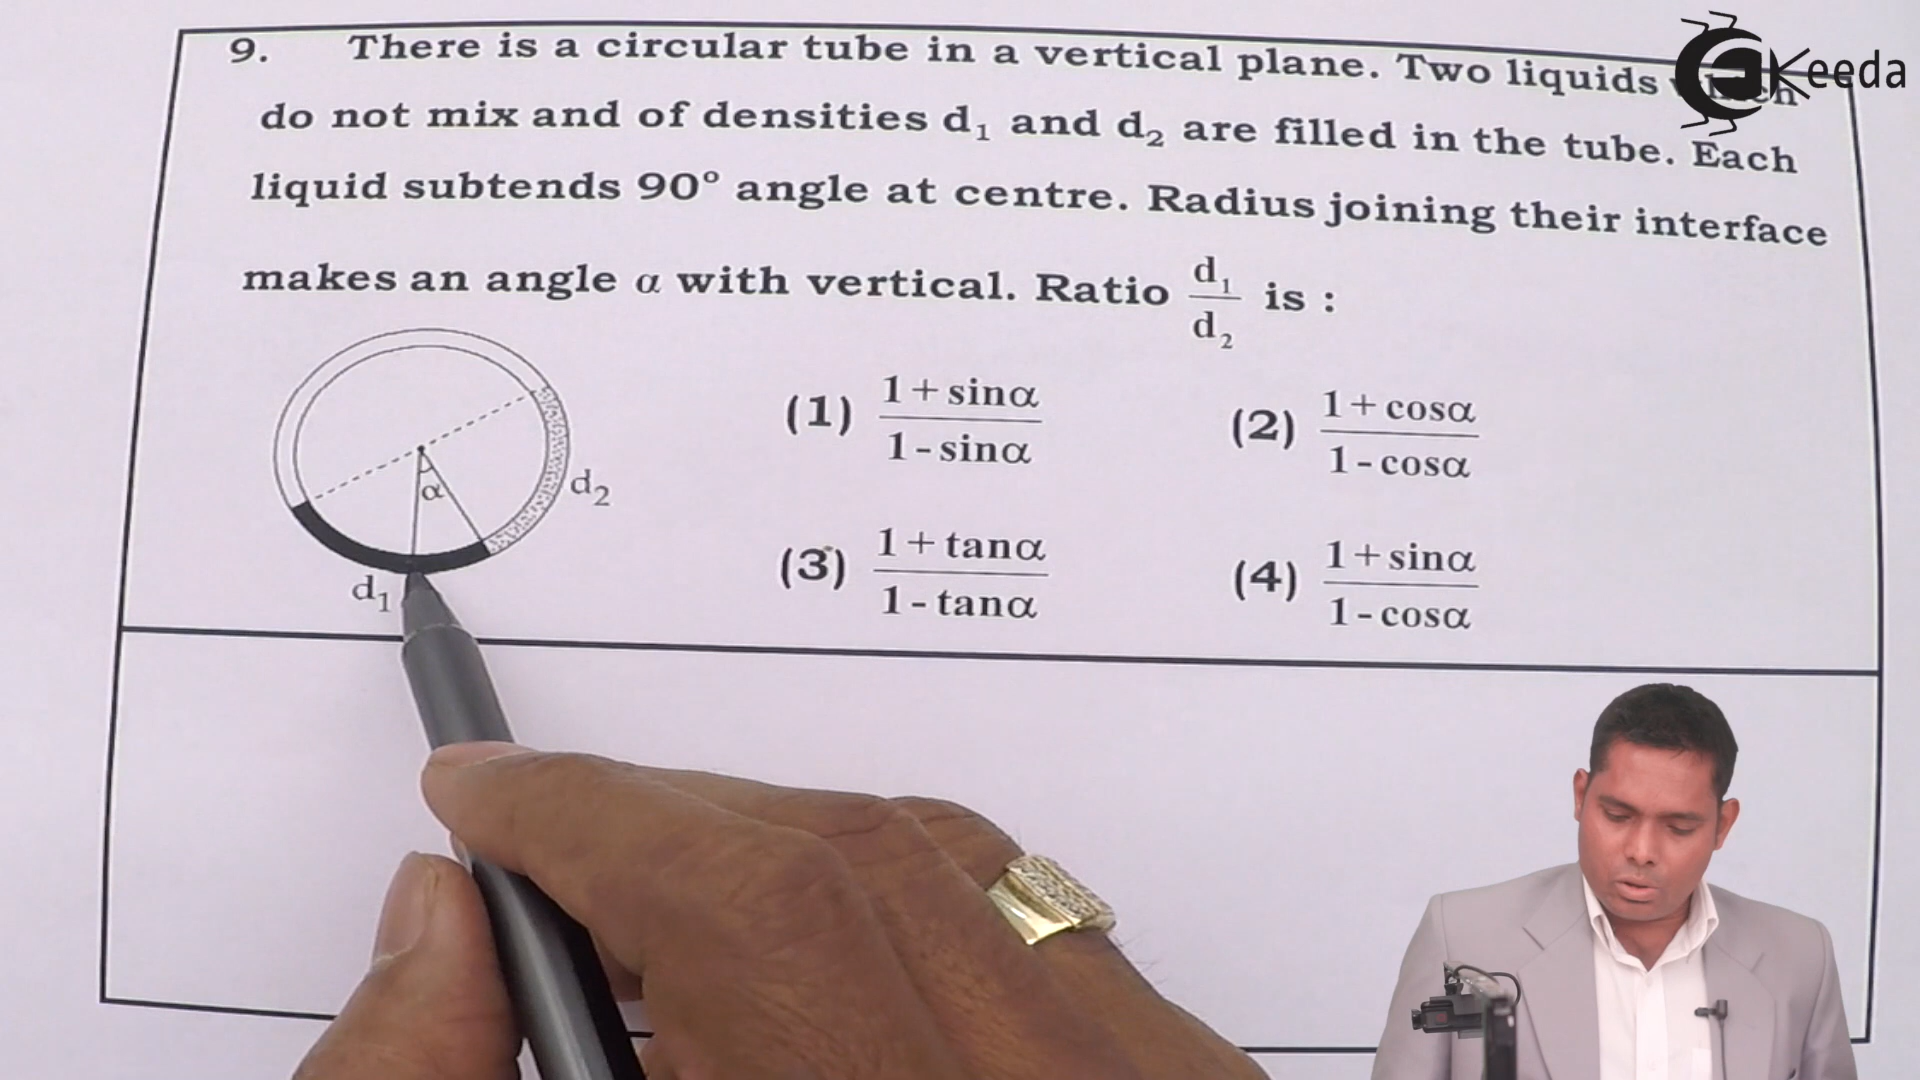 9. There is a circular tube in a vertical plane. Two liquids
do not mix and of densities d₁ and d₂ are filled in the tube. Each
liquid subtends 90° angle at centre. Radius joining their interface
makes an angle α with vertical. Ratio d₁/d₂ is :
(1) 1+sinα / 1-sinα (2) 1+cosα / 1-cosα
(3) 1+tanα / 1-tanα (4) 1+sinα / 1-cosα
α
d₂
d₁
Keeda